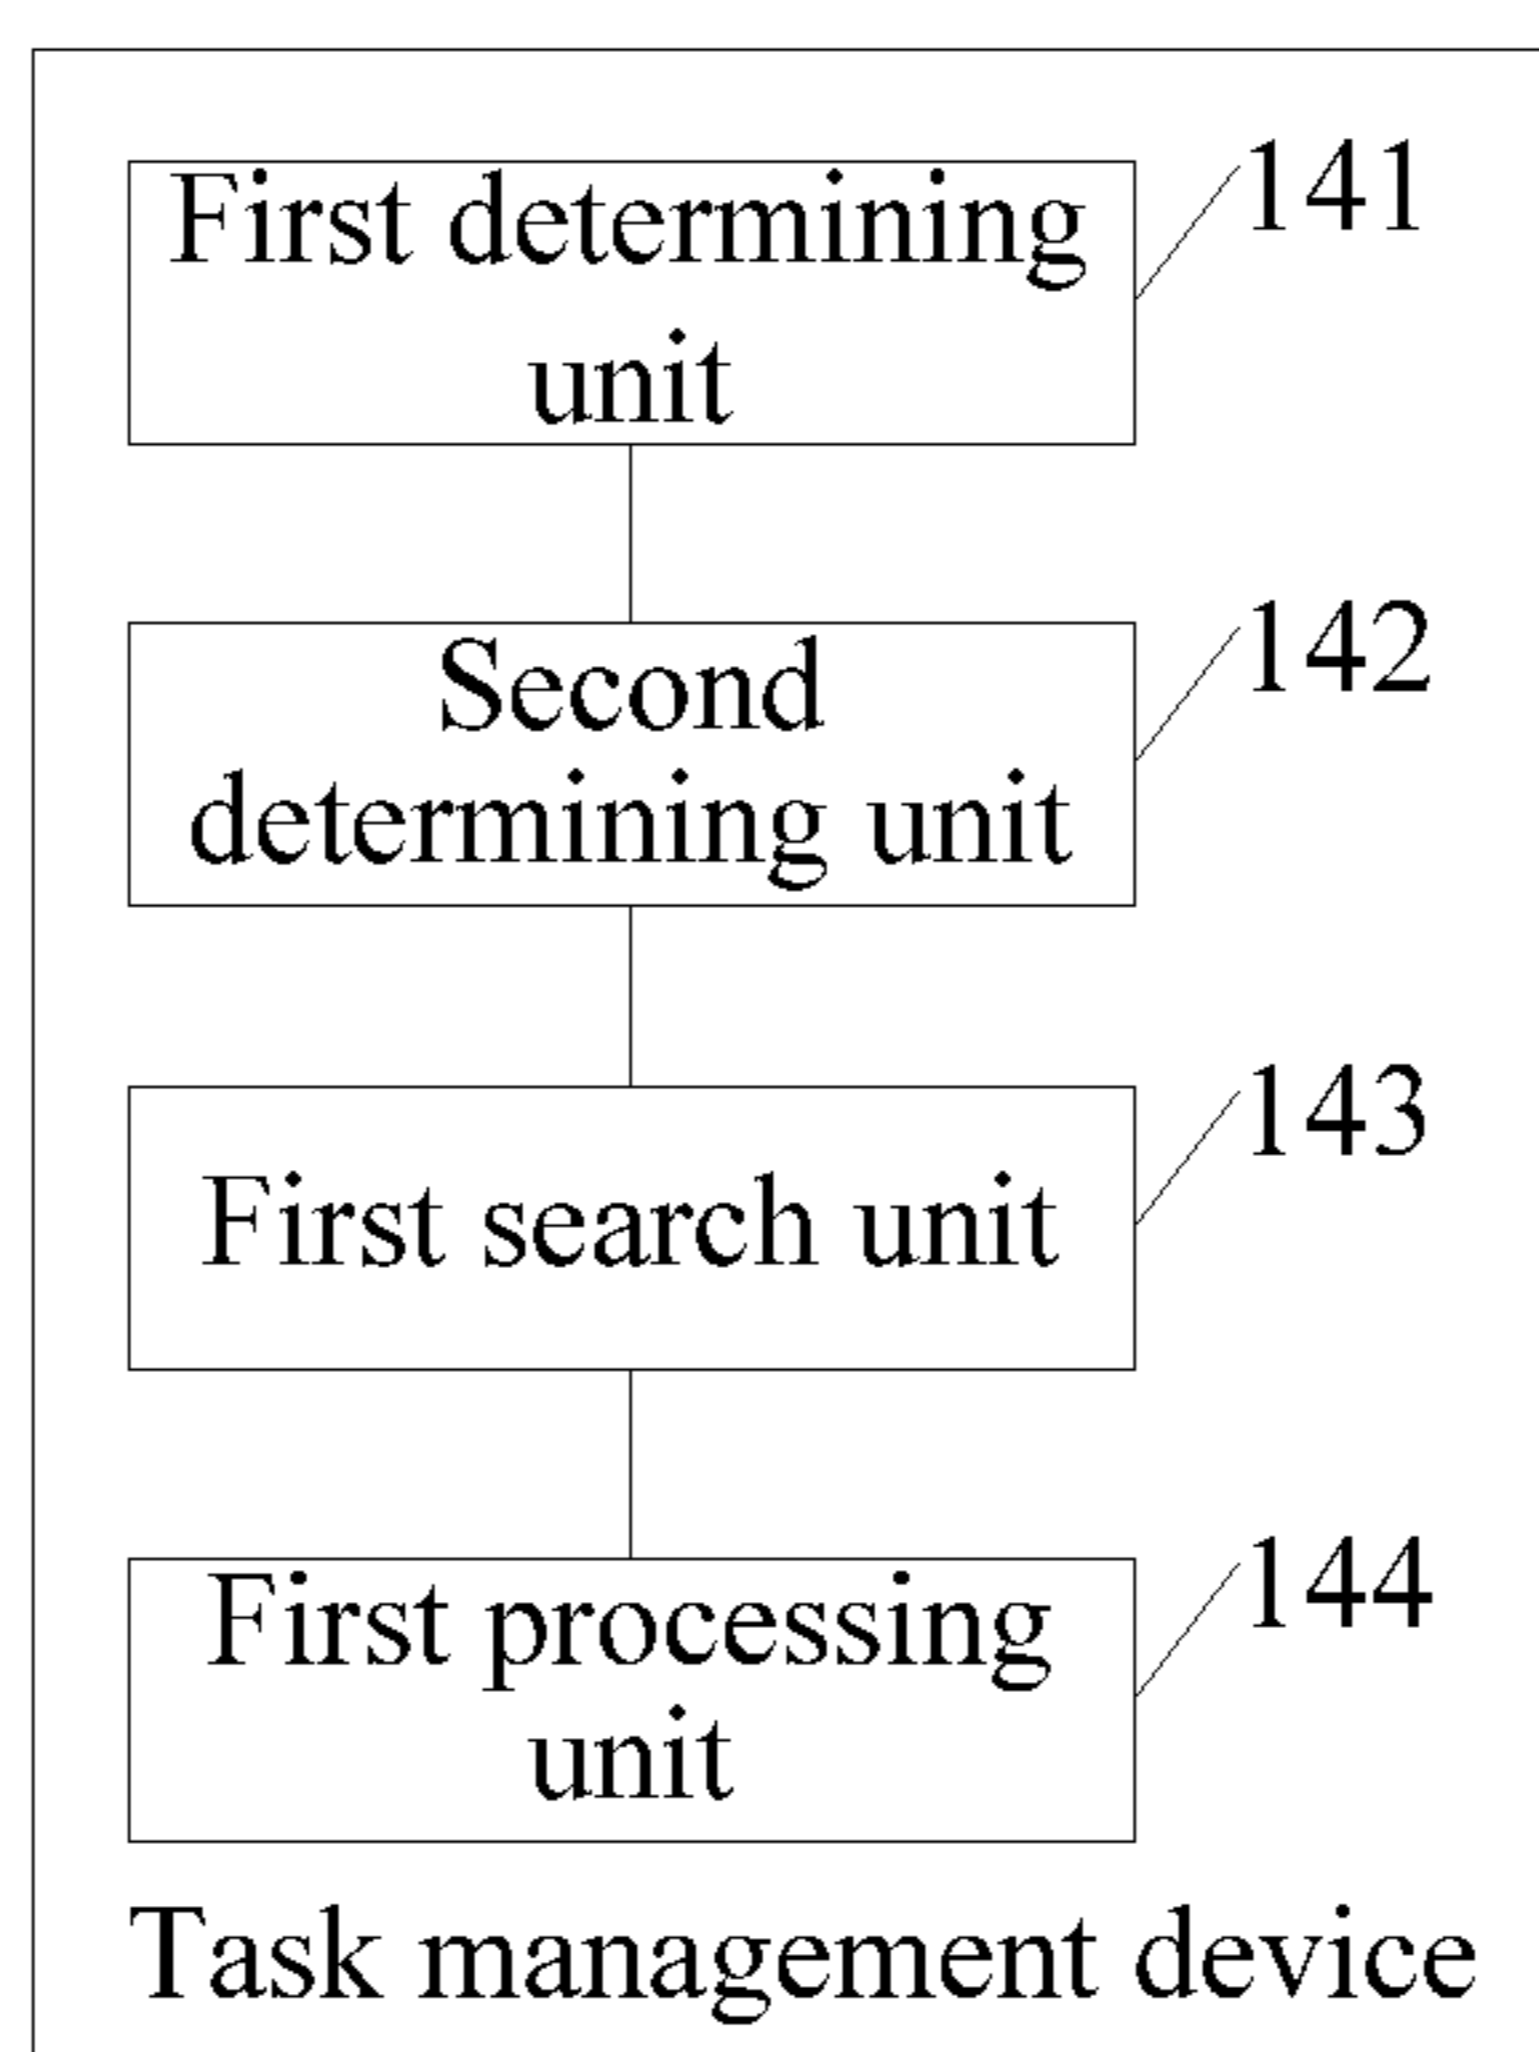 First determining
unit
141
Second
determining unit
142
First search unit
143
First processing
unit
144
Task management device